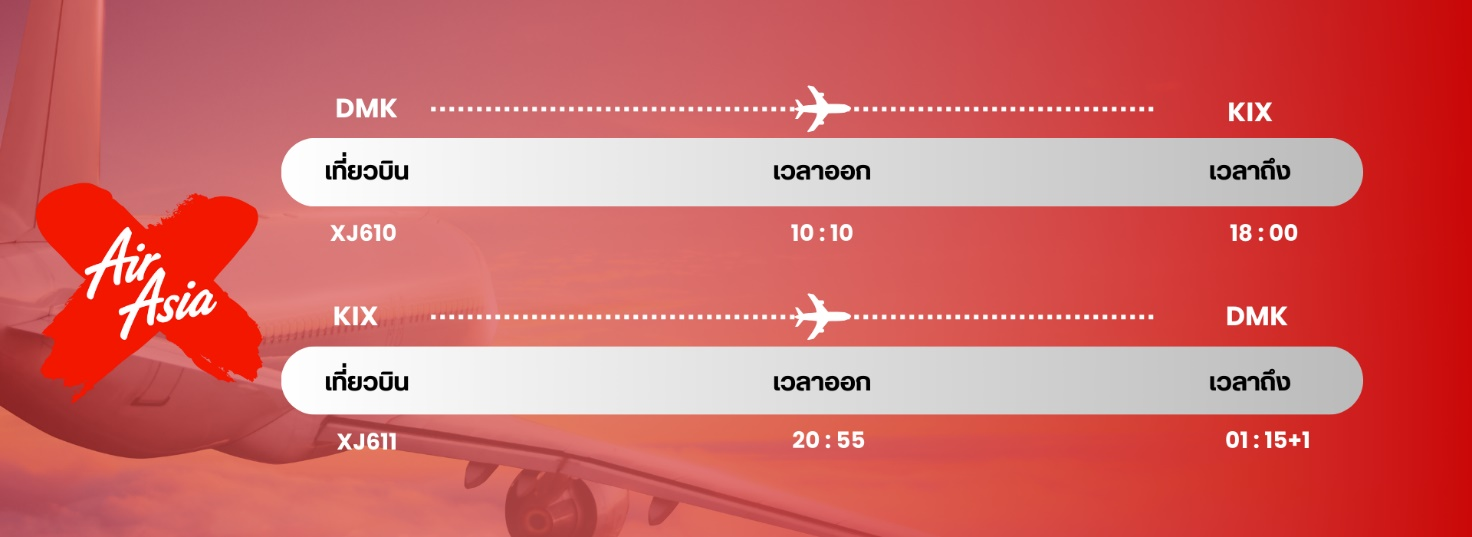 DMK KIX
เที่ยวบิน เวลาออก เวลาถึง
XJ610 10 : 10 18 : 00
Air
Asia
KIX DMK
เที่ยวบิน เวลาออก เวลาถึง
XJ611 20 : 55 01 : 15+1